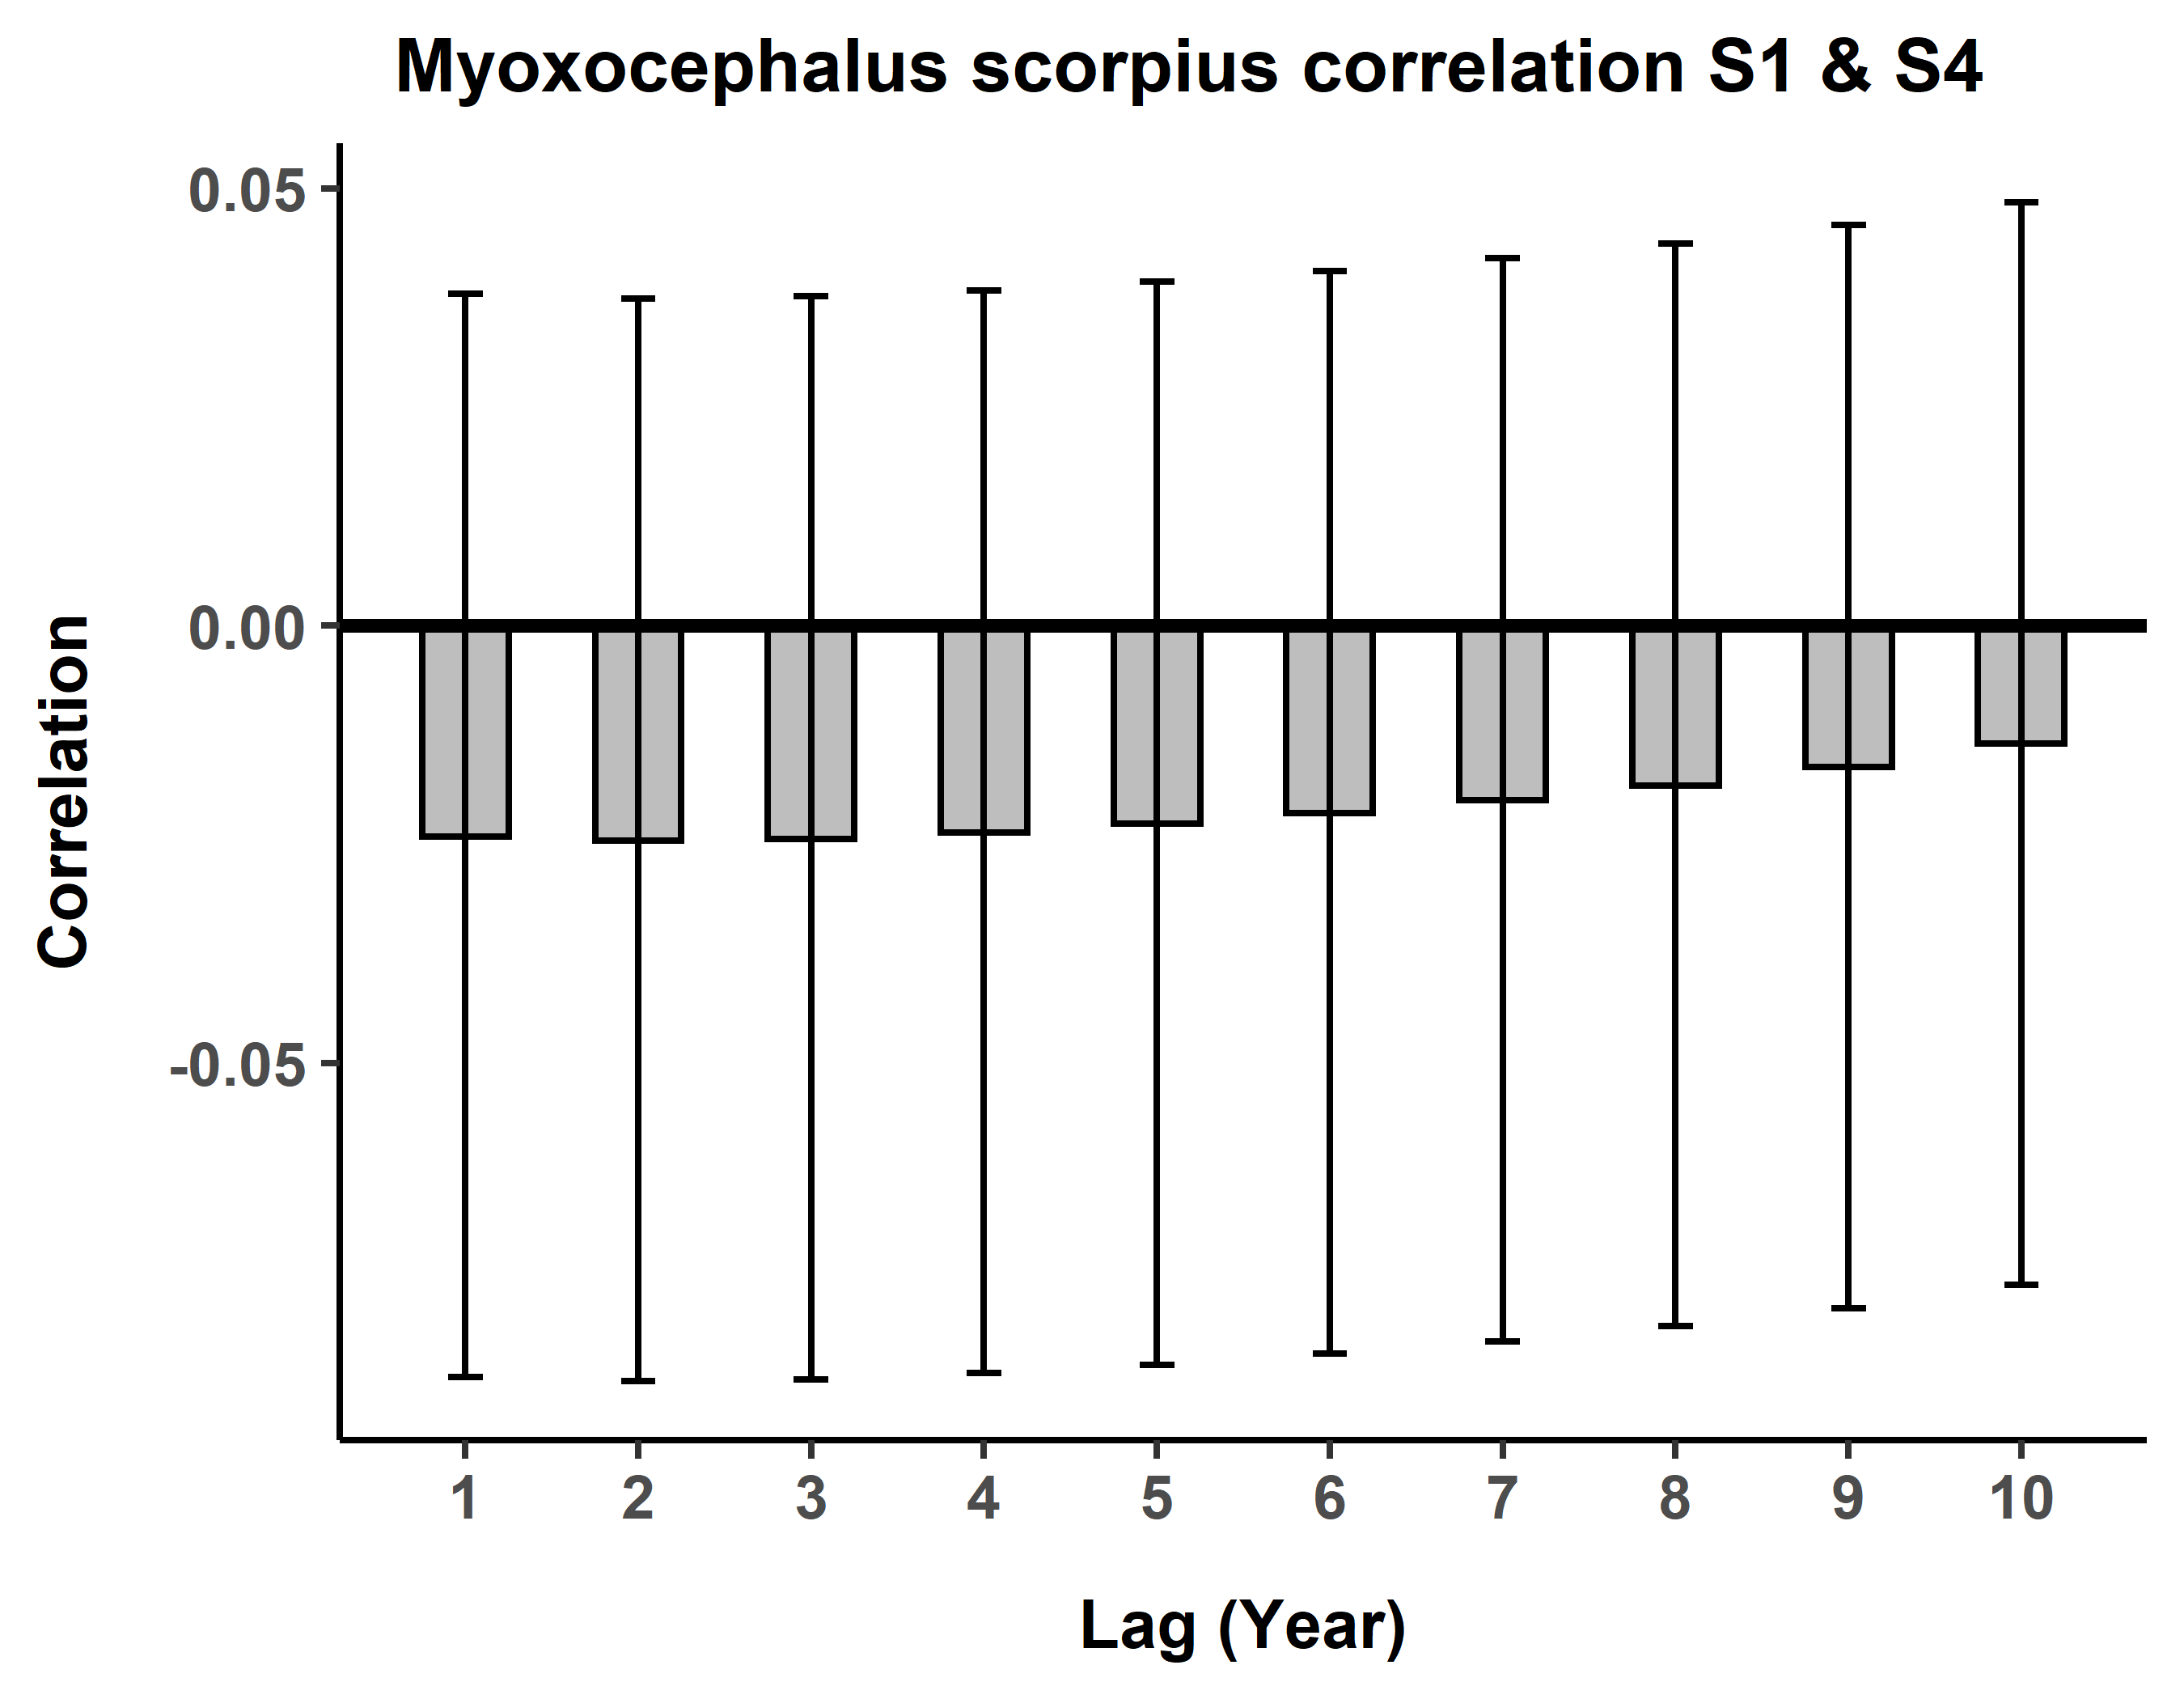 Myoxocephalus scorpius correlation S1 & S4
0.05
0.00
-0.05
Correlation
1 2 3 4 5 6 7 8 9 10
Lag (Year)